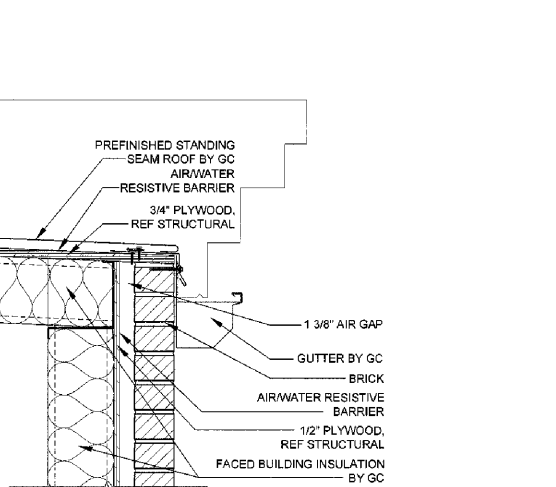 PREFINISHED STANDING
SEAM ROOF BY GC
AIR/WATER
RESISTIVE BARRIER
3/4" PLYWOOD,
REF STRUCTURAL
1 3/8" AIR GAP
GUTTER BY GC
BRICK
AIR/WATER RESISTIVE
BARRIER
1/2" PLYWOOD,
REF STRUCTURAL
FACED BUILDING INSULATION
BY GC